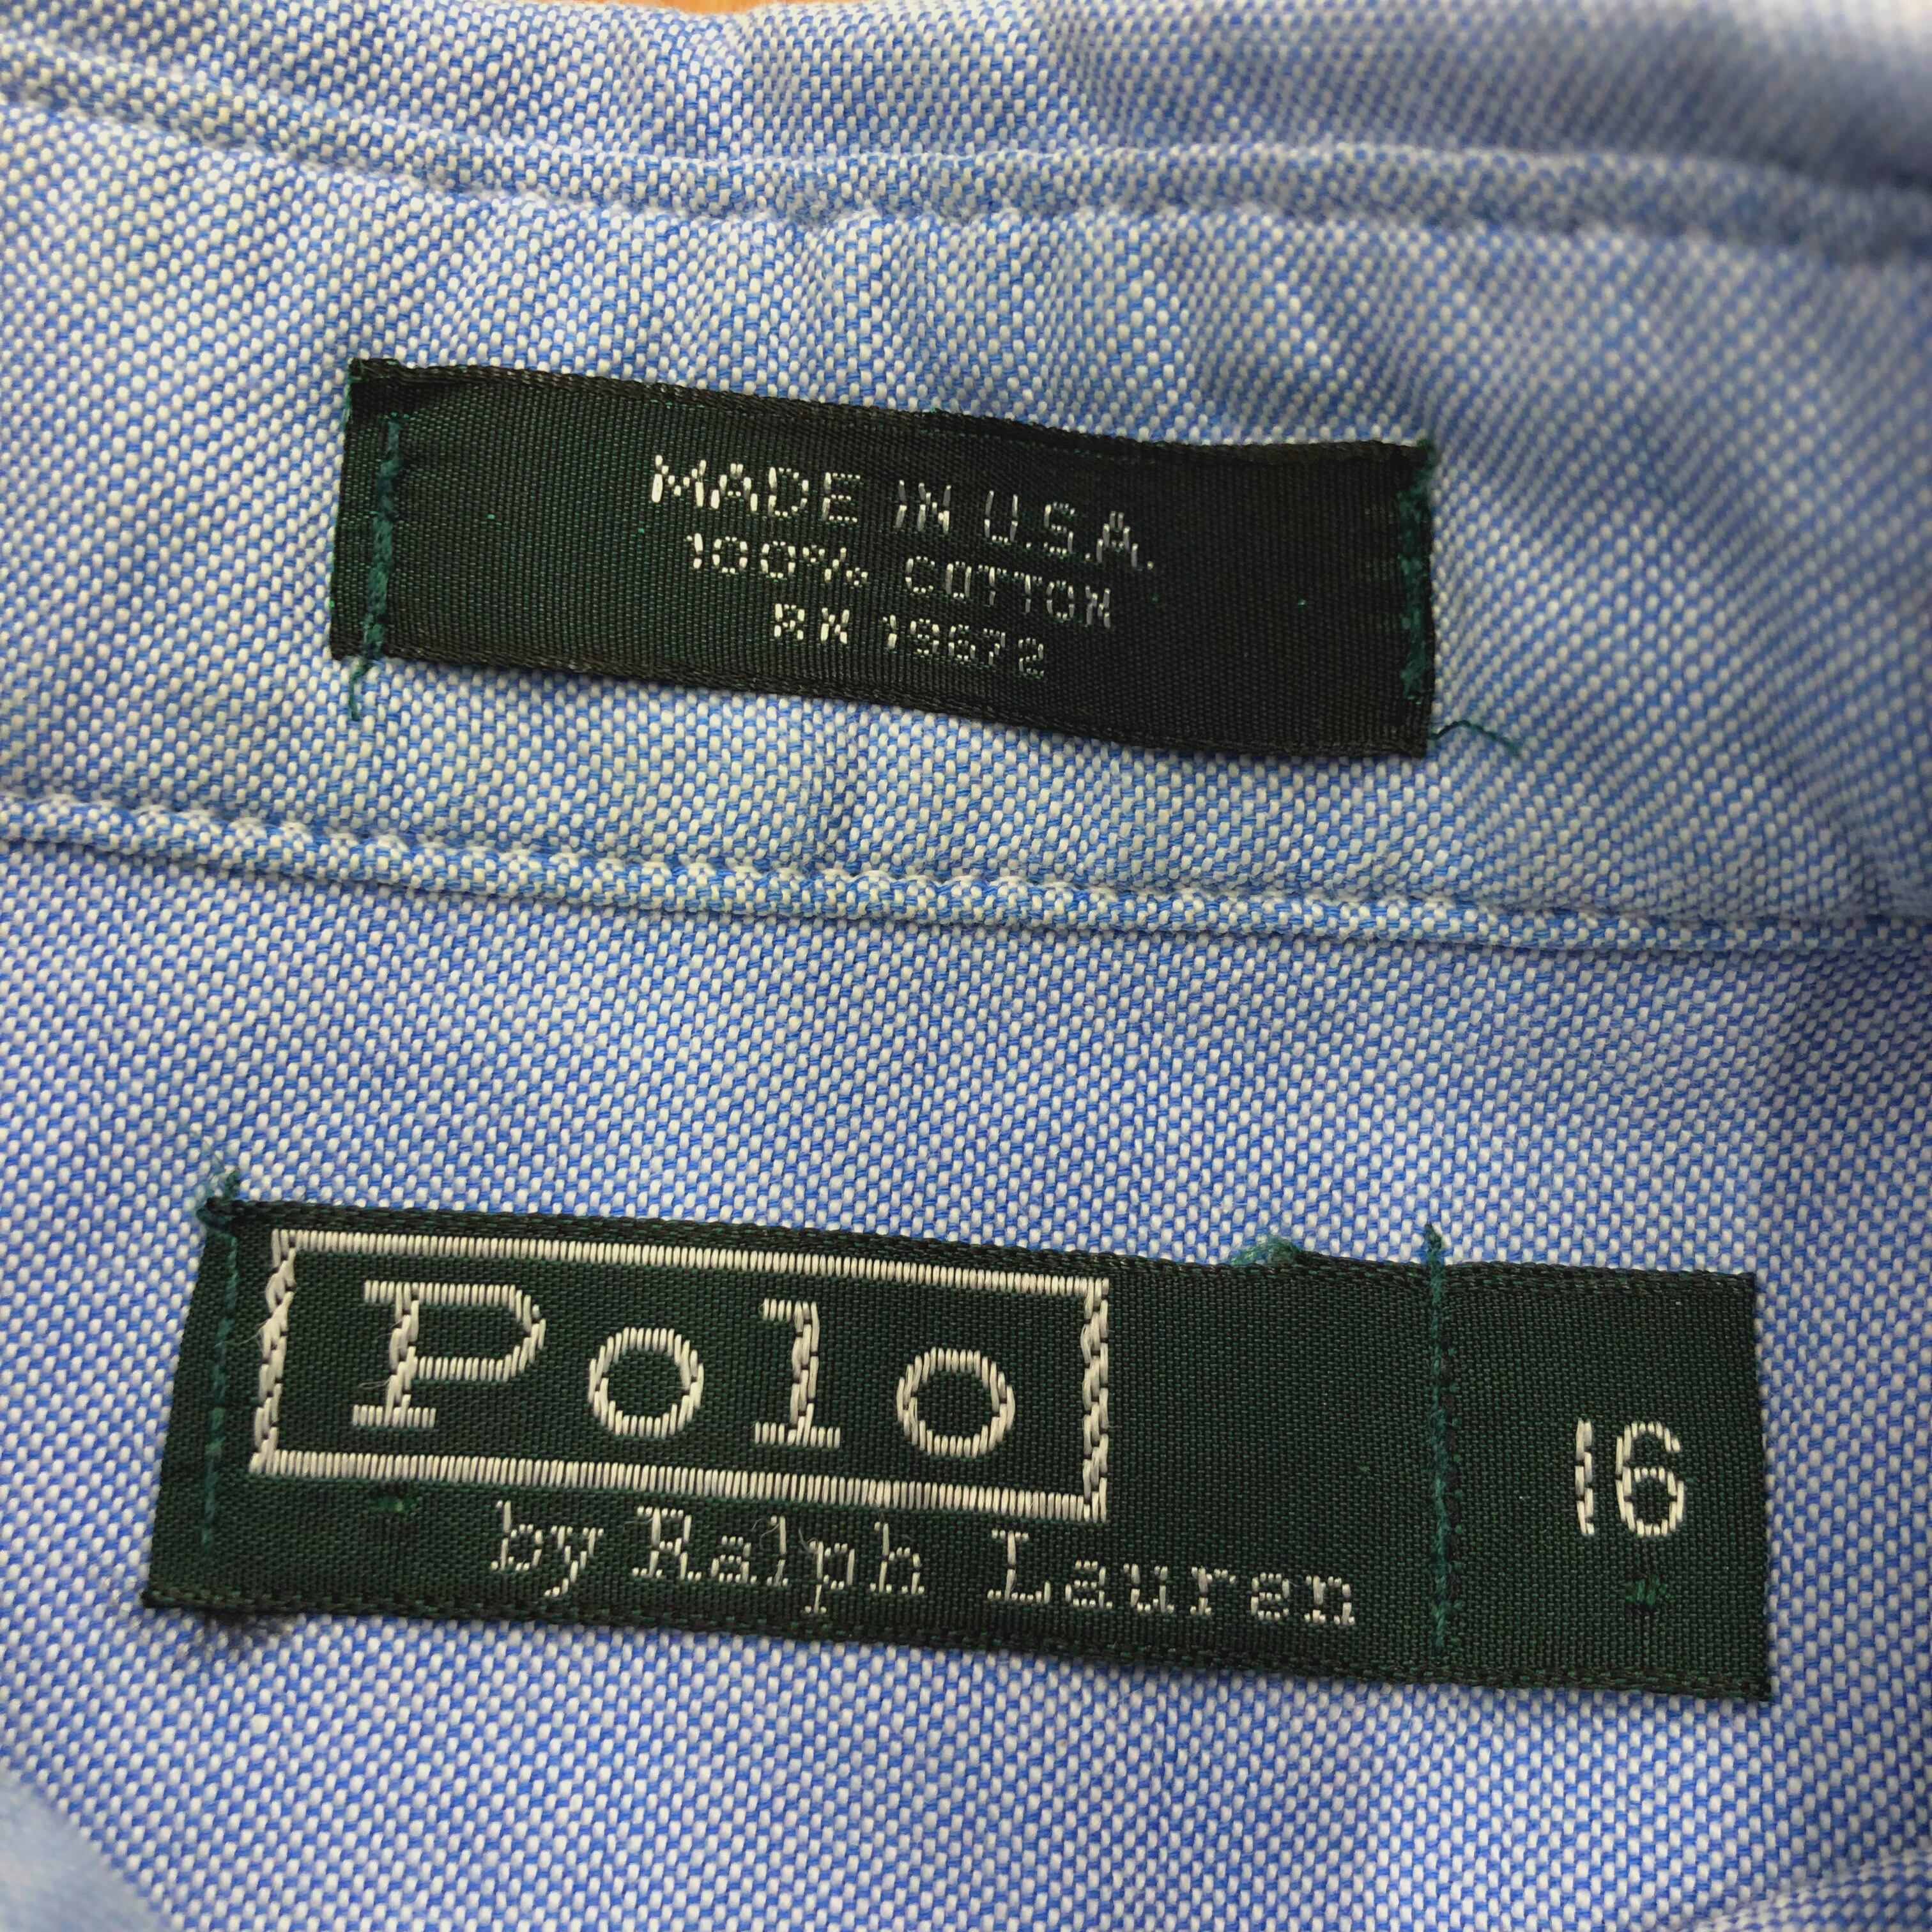 MADE IN U.S.A.
100% COTTON
RN 19672
Polo
by Ralph Lauren
16